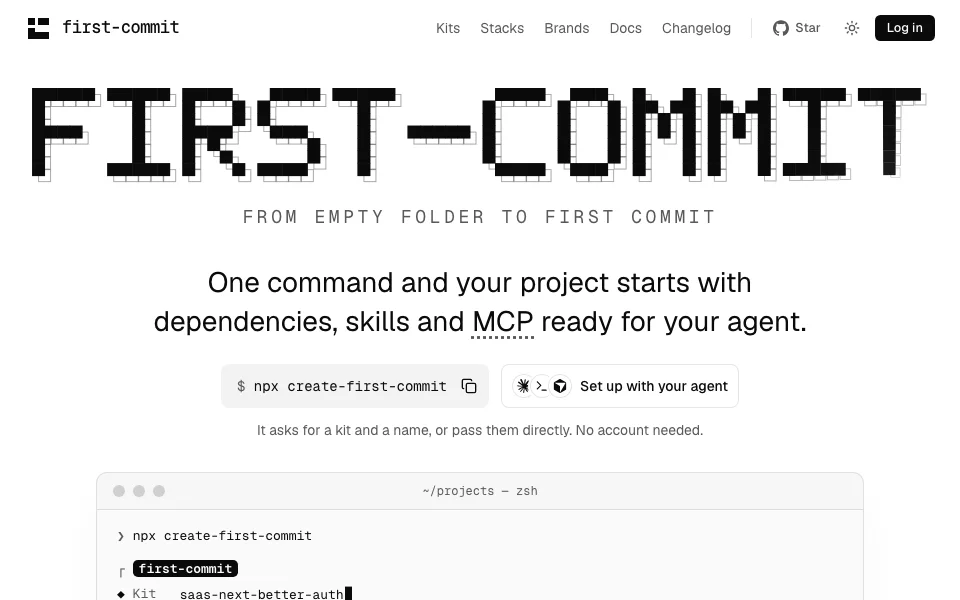 first-commit
Kits Stacks Brands Docs Changelog Star Log in
FIRST-COMMIT
FROM EMPTY FOLDER TO FIRST COMMIT
One command and your project starts with
dependencies, skills and MCP ready for your agent.
$ npx create-first-commit
Set up with your agent
It asks for a kit and a name, or pass them directly. No account needed.
~/projects — zsh
❯ npx create-first-commit
┌ first-commit
◆ Kit saas-next-better-auth